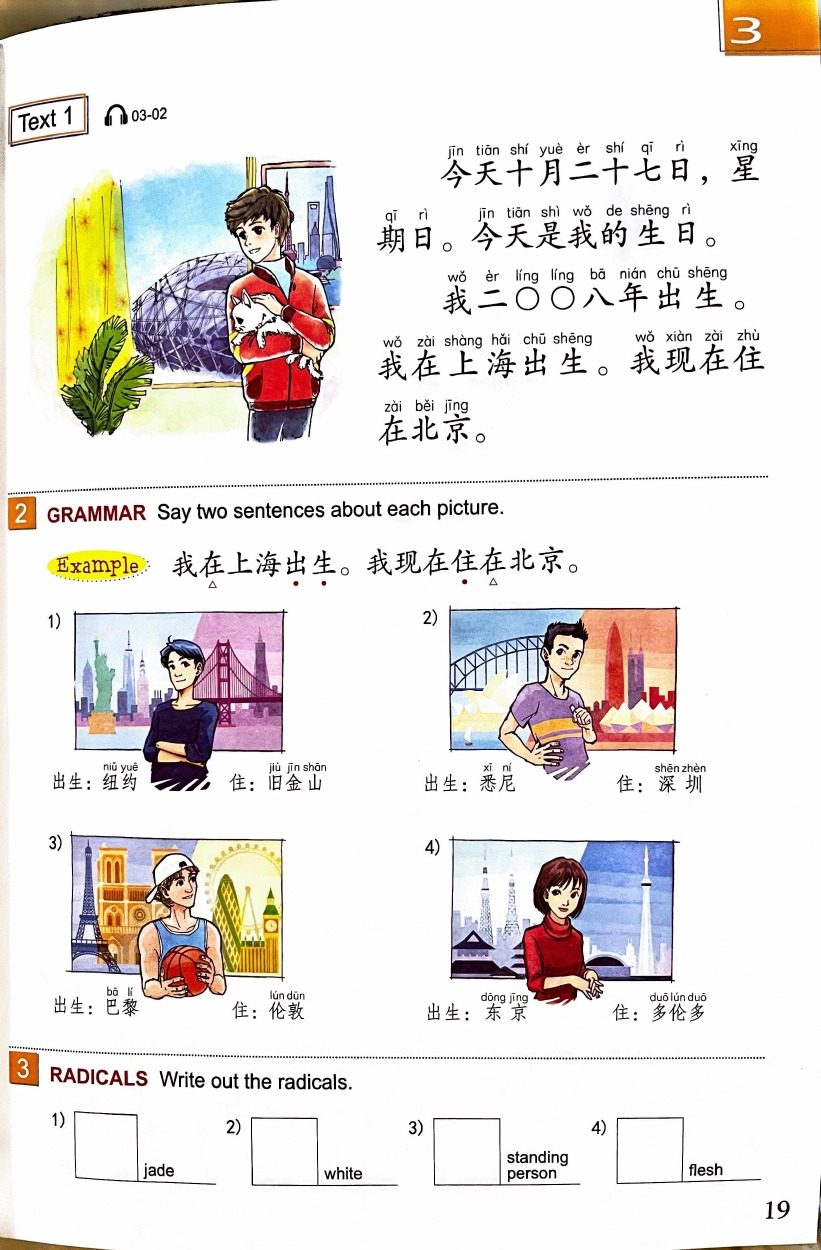 3
Text 1 03-02
jīn tiān shí yuè èr shí qī rì xīng
今天十月二十七日，星
qī rì jīn tiān shì wǒ de shēng rì
期日。今天是我的生日。
wǒ èr líng líng bā nián chū shēng
我二〇〇八年出生。
wǒ zài shàng hǎi chū shēng wǒ xiàn zài zhù
我在上海出生。我现在住
zài běi jīng
在北京。
2 GRAMMAR Say two sentences about each picture.
Example 我在上海出生。我现在住在北京。
1)
niǔ yuē jiù jīn shān
出生：纽约 住：旧金山
2)
xī ní shēn zhèn
出生：悉尼 住：深圳
3)
bā lí lún dūn
出生：巴黎 住：伦敦
4)
dōng jīng duō lún duō
出生：东京 住：多伦多
3 RADICALS Write out the radicals.
1) jade
2) white
3) standing person
4) flesh
19